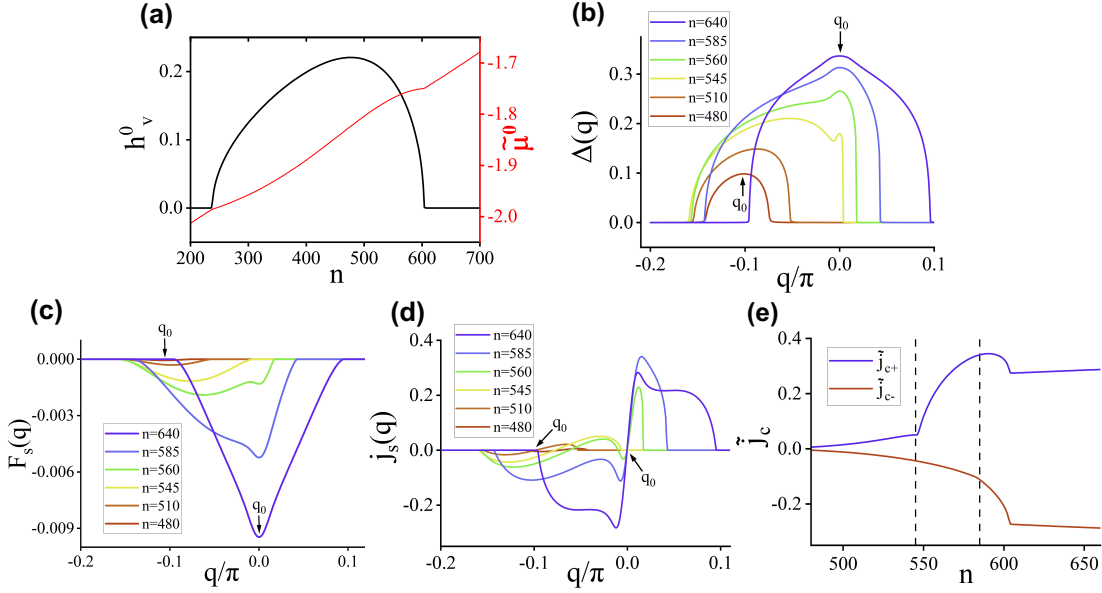 (a)
0.2
0.1
0.0
h⁰ᵥ
200 300 400 500 600 700
n
-1.7
-1.8
-1.9
-2.0
μ̃⁰
(b)
n=640
n=585
n=560
n=545
n=510
n=480
q₀
q₀
0.3
0.2
0.1
0.0
Δ(q)
-0.2 -0.1 0.0 0.1
q/π
(c)
q₀
0.000
-0.003
-0.006
-0.009
Fₛ(q)
n=640
n=585
n=560
n=545
n=510
n=480
q₀
-0.2 -0.1 0.0 0.1
q/π
(d)
n=640
n=585
n=560
n=545
n=510
n=480
q₀
q₀
0.4
0.2
0.0
-0.2
jₛ(q)
-0.2 -0.1 0.0 0.1
q/π
(e)
j̃c+
j̃c-
0.4
0.2
0.0
-0.2
j̃c
500 550 600 650
n